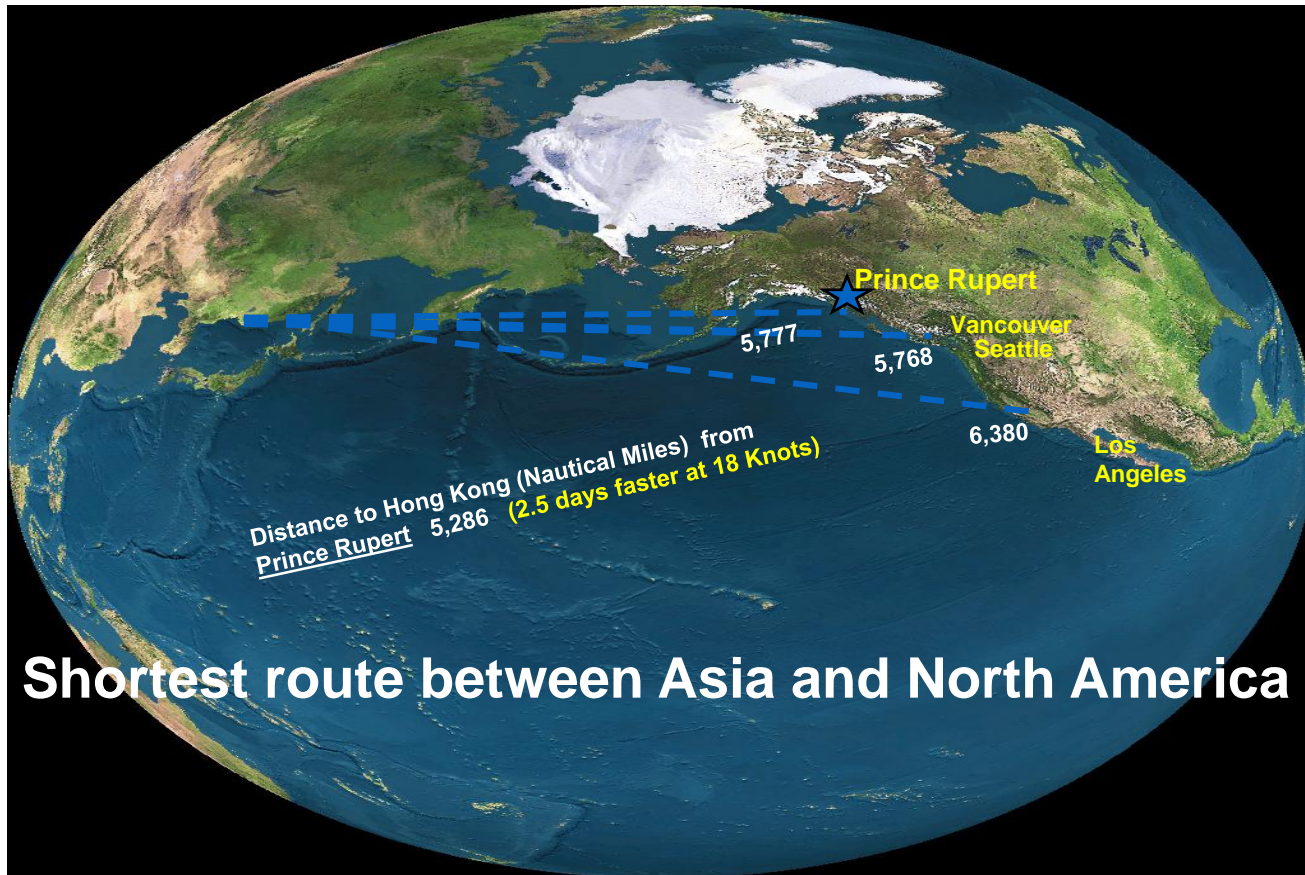 Prince Rupert
Vancouver
Seattle
5,777
5,768
6,380
Los
Angeles
Distance to Hong Kong (Nautical Miles) from
Prince Rupert 5,286 (2.5 days faster at 18 Knots)
Shortest route between Asia and North America